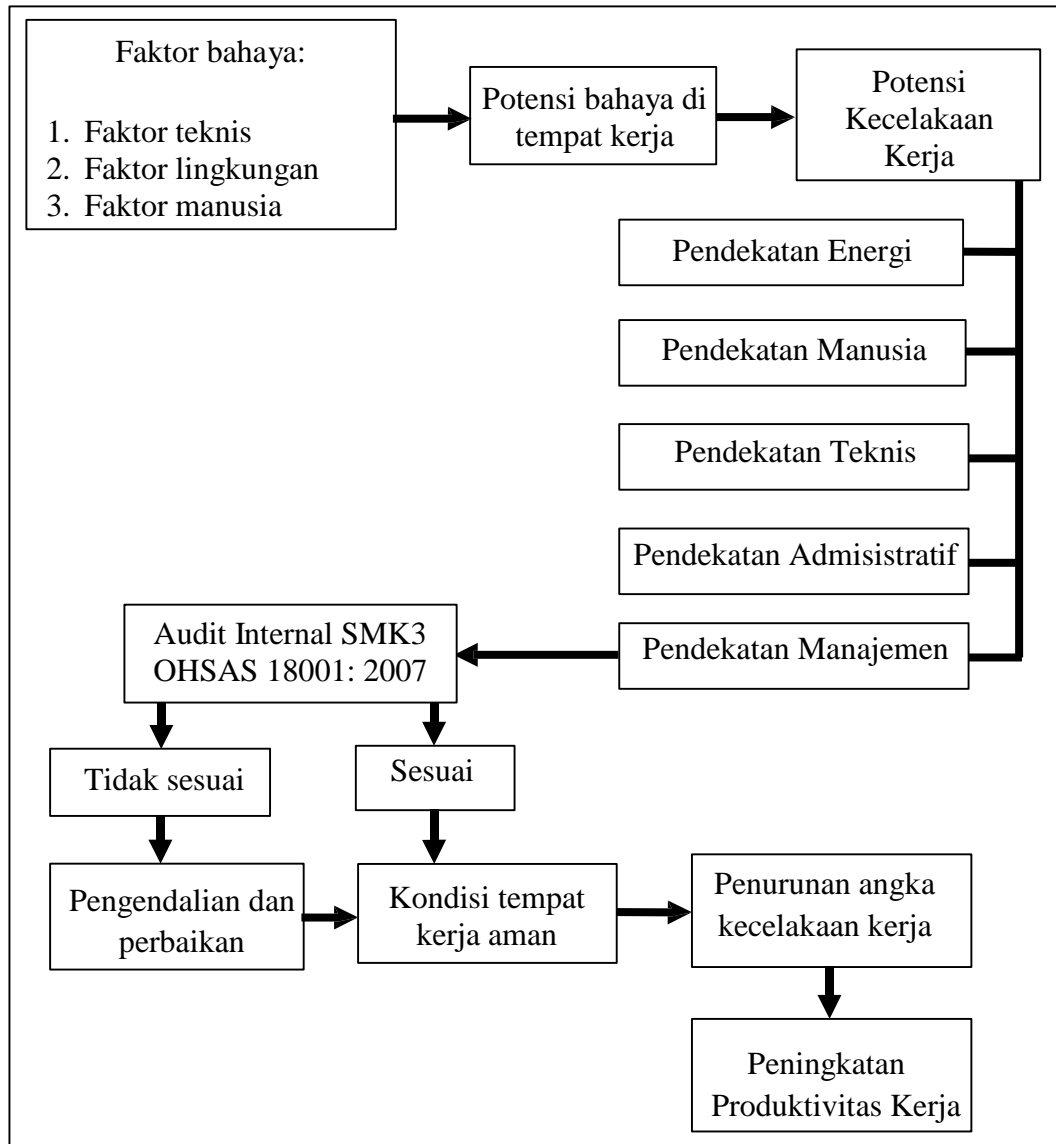 Faktor bahaya:
1. Faktor teknis
2. Faktor lingkungan
3. Faktor manusia
Potensi bahaya di
tempat kerja
Potensi
Kecelakaan
Kerja
Pendekatan Energi
Pendekatan Manusia
Pendekatan Teknis
Pendekatan Admisistratif
Pendekatan Manajemen
Audit Internal SMK3
OHSAS 18001: 2007
Tidak sesuai
Sesuai
Pengendalian dan
perbaikan
Kondisi tempat
kerja aman
Penurunan angka
kecelakaan kerja
Peningkatan
Produktivitas Kerja